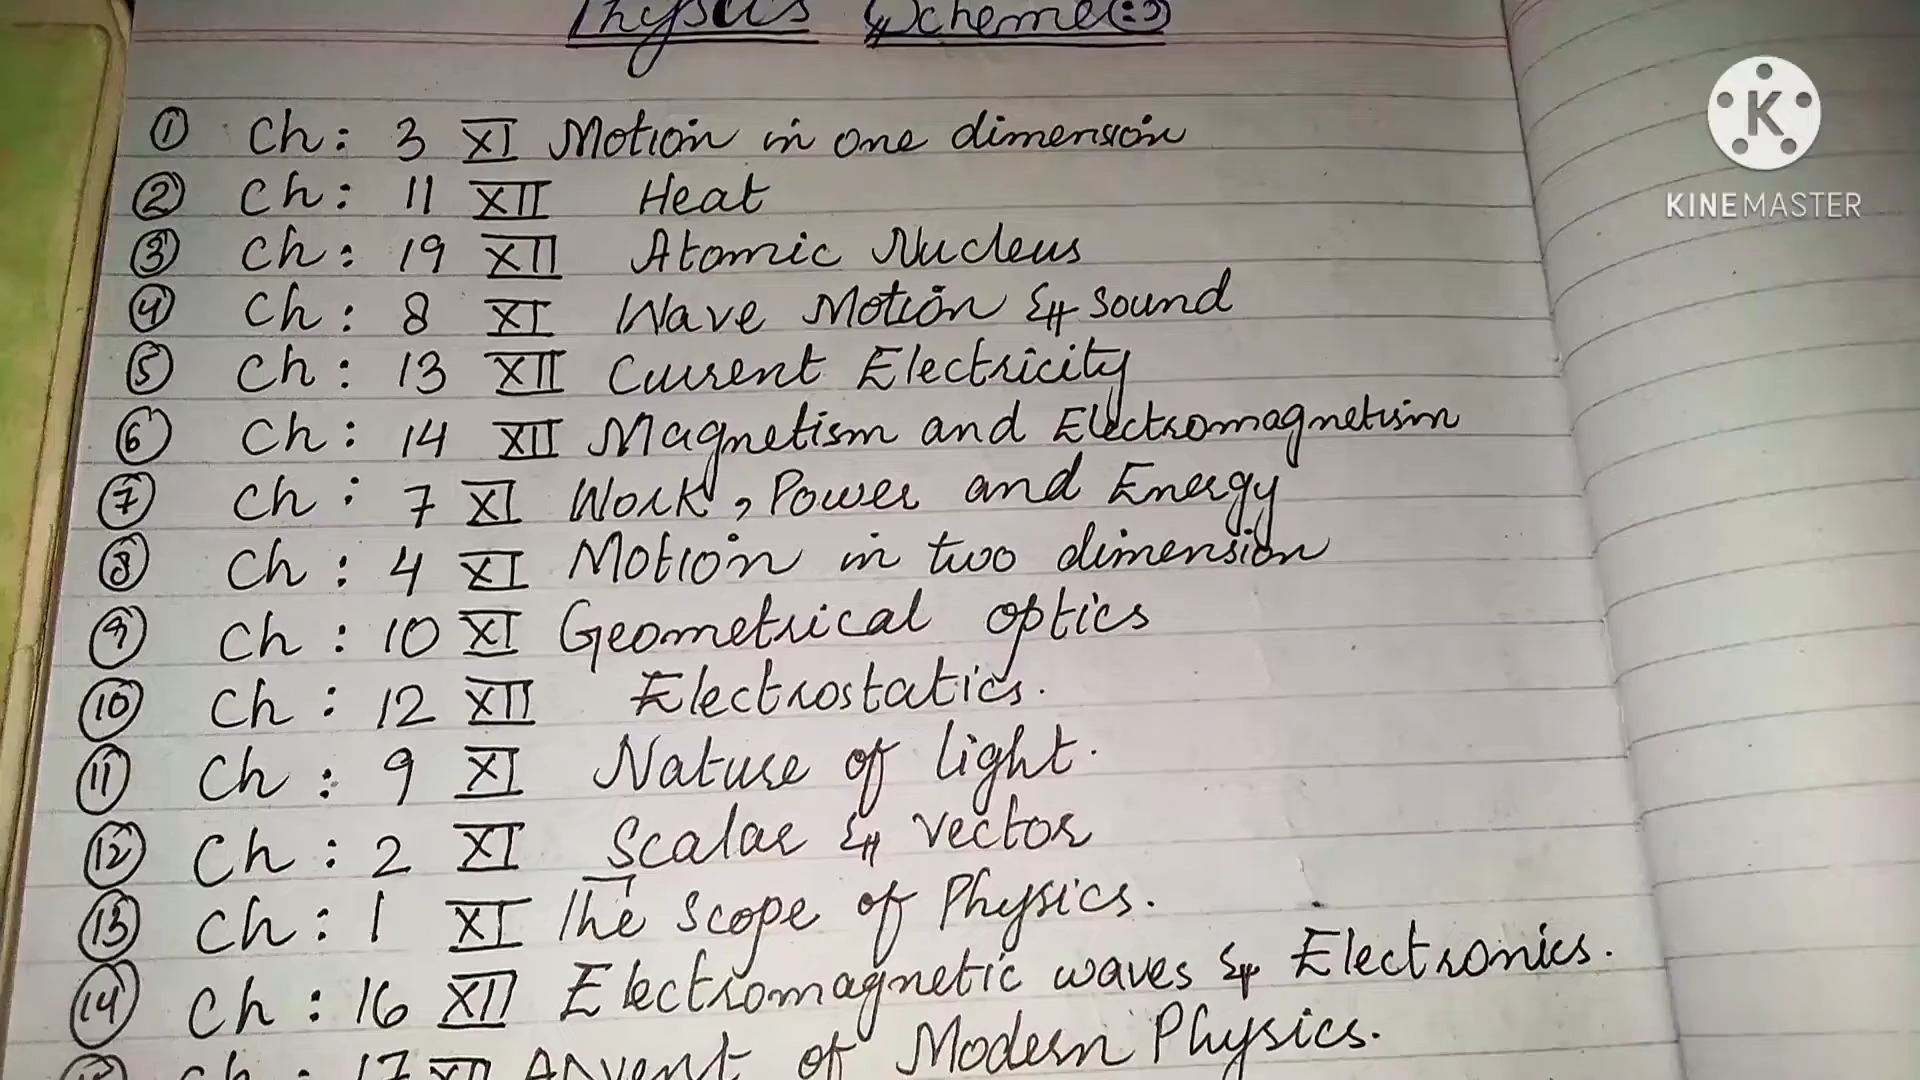 Physics Scheme :)
① Ch : 3 XI Motion in one dimension
② Ch : 11 XII Heat
③ Ch : 19 XII Atomic Nucleus
④ Ch : 8 XI Wave Motion & sound
⑤ Ch : 13 XII Current Electricity
⑥ Ch : 14 XII Magnetism and Electromagnetism
⑦ Ch : 7 XI Work, Power and Energy
⑧ Ch : 4 XI Motion in two dimension
⑨ Ch : 10 XI Geometrical optics
⑩ Ch : 12 XII Electrostatics.
⑪ Ch : 9 XI Nature of light.
⑫ Ch : 2 XI Scalar & vector
⑬ Ch : 1 XI The Scope of Physics.
⑭ Ch : 16 XII Electromagnetic waves & Electronics.
⑮ Ch : 17 XII Advent of Modern Physics.
K
KINEMASTER